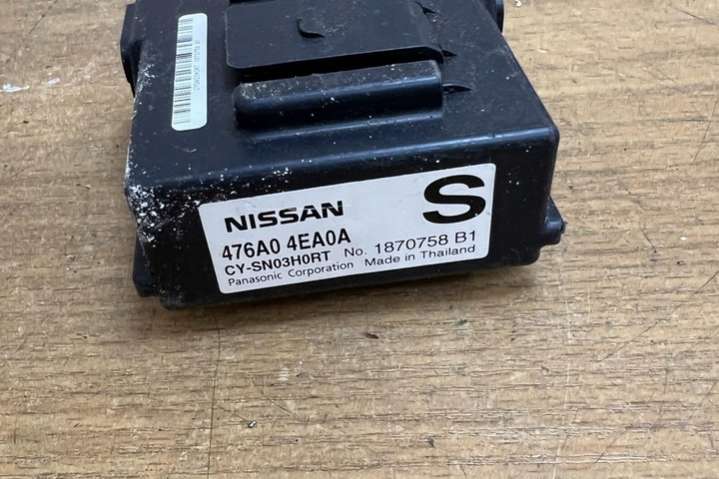 NISSAN
S
476A0 4EA0A
CY-SN03H0RT No. 1870758 B1
Panasonic Corporation Made in Thailand